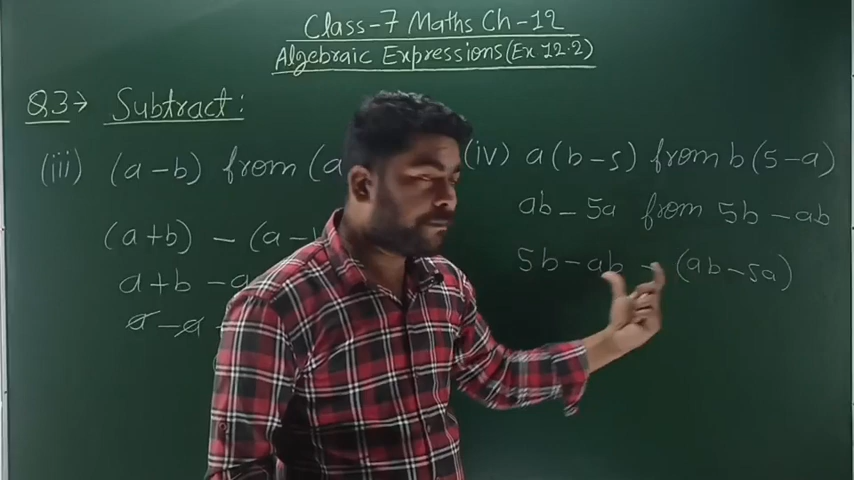 Class-7 Maths Ch-12
Algebraic Expressions (Ex 12.2)
Q3→ Subtract:
(iii) (a-b) from (a
(a+b) - (a-b
a+b - a
a - a
(iv) a(b-5) from b(5-a)
ab - 5a from 5b - ab
5b - ab - (ab - 5a)